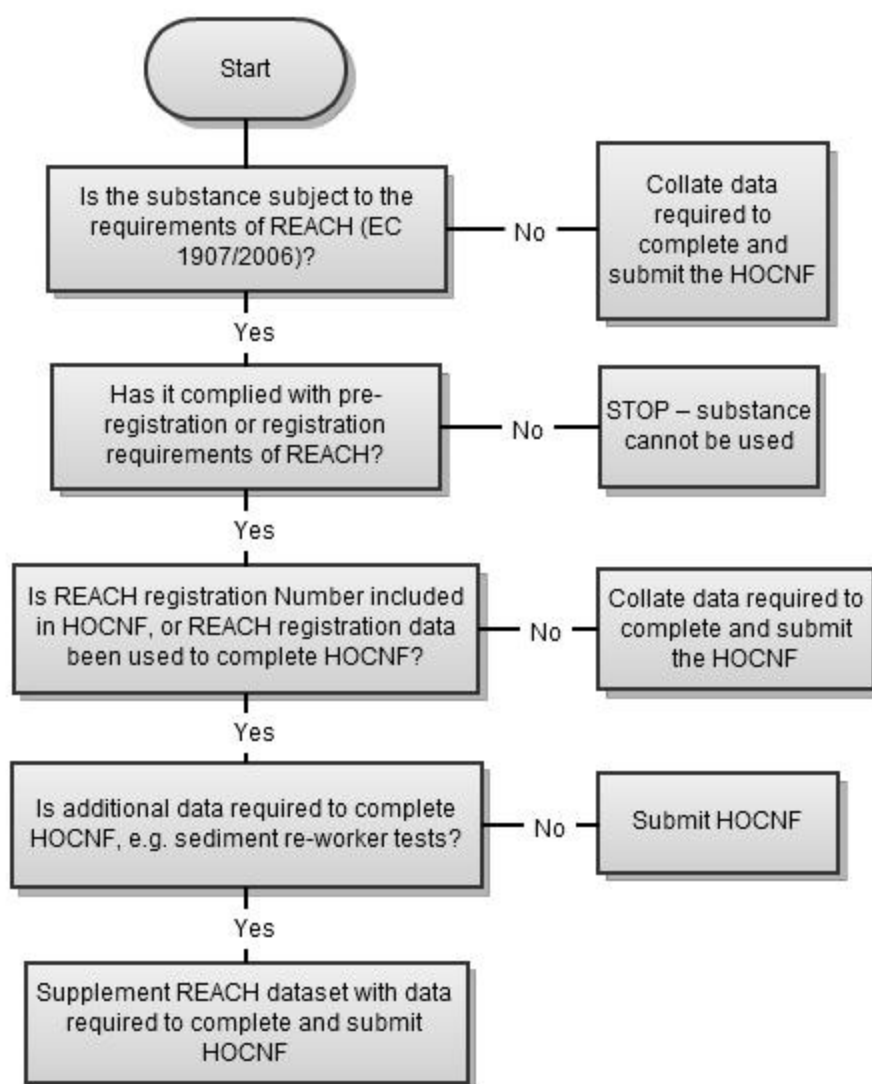 Start
Is the substance subject to the
requirements of REACH (EC
1907/2006)?
No
Collate data
required to
complete and
submit the HOCNF
Yes
Has it complied with pre-
registration or registration
requirements of REACH?
No
STOP – substance
cannot be used
Yes
Is REACH registration Number included
in HOCNF, or REACH registration data
been used to complete HOCNF?
No
Collate data required to
complete and submit
the HOCNF
Yes
Is additional data required to complete
HOCNF, e.g. sediment re-worker tests?
No
Submit HOCNF
Yes
Supplement REACH dataset with data
required to complete and submit
HOCNF